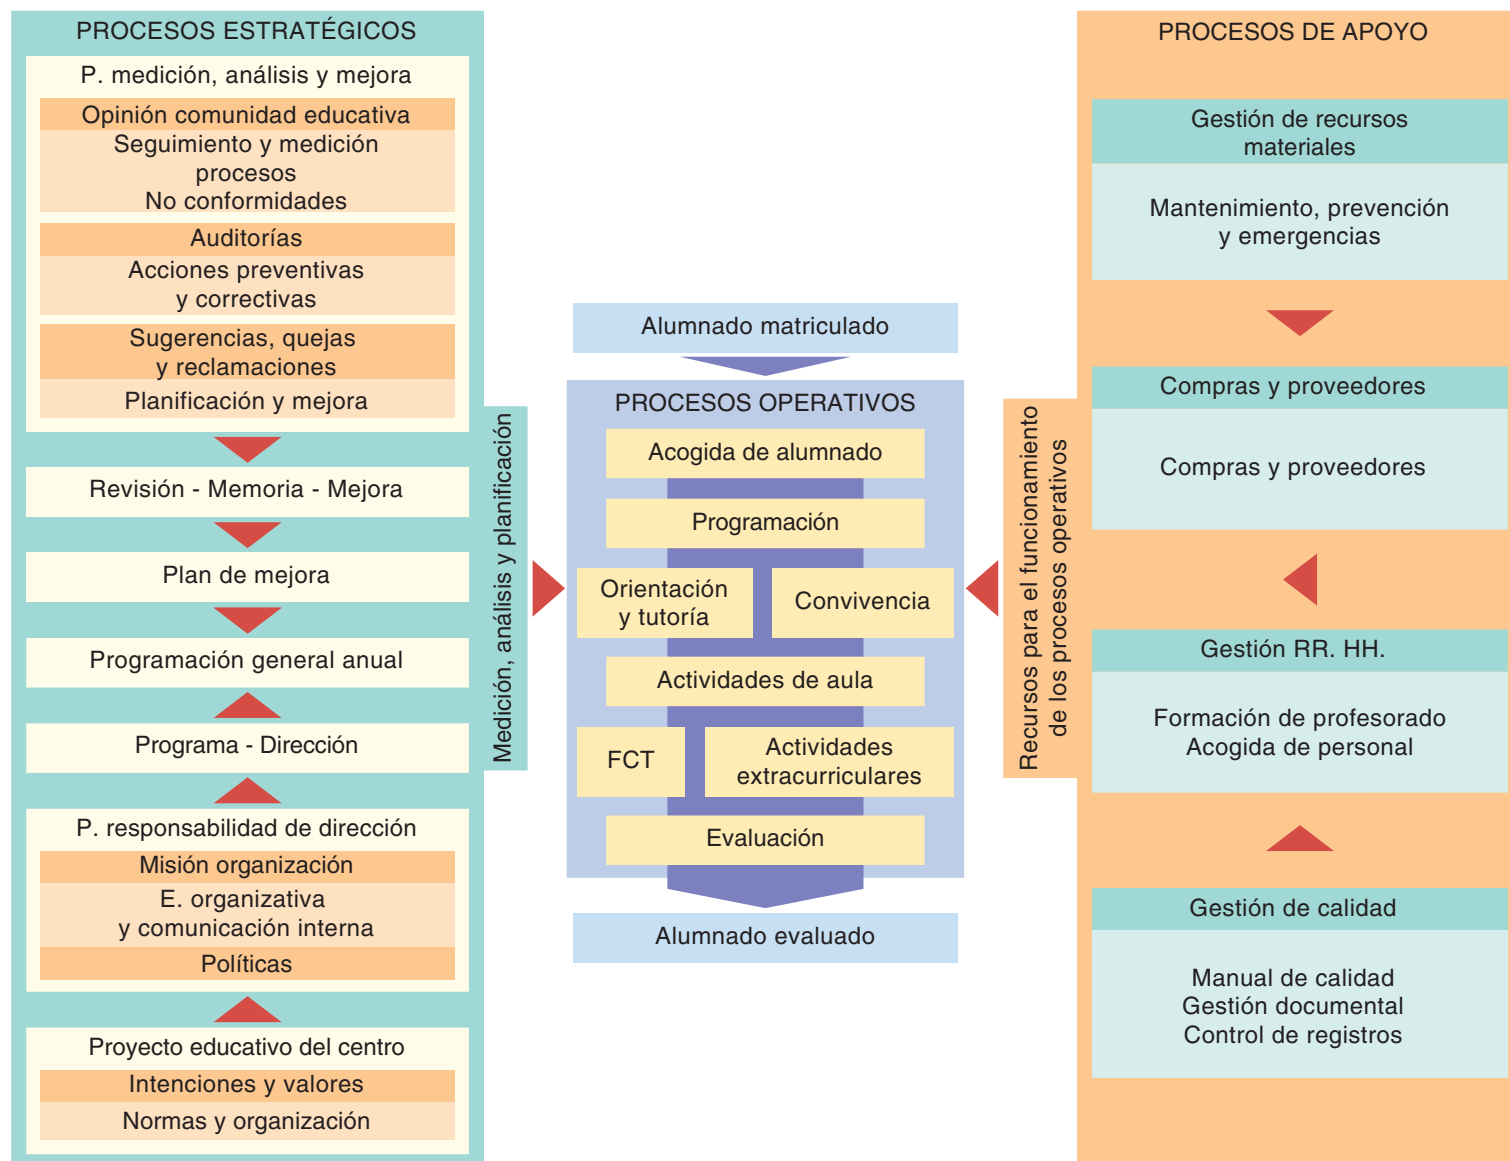 PROCESOS ESTRATÉGICOS
P. medición, análisis y mejora
Opinión comunidad educativa
Seguimiento y medición
procesos
No conformidades
Auditorías
Acciones preventivas
y correctivas
Sugerencias, quejas
y reclamaciones
Planificación y mejora
Revisión - Memoria - Mejora
Plan de mejora
Programación general anual
Programa - Dirección
P. responsabilidad de dirección
Misión organización
E. organizativa
y comunicación interna
Políticas
Proyecto educativo del centro
Intenciones y valores
Normas y organización
Medición, análisis y planificación
Alumnado matriculado
PROCESOS OPERATIVOS
Acogida de alumnado
Programación
Orientación
y tutoría
Convivencia
Actividades de aula
FCT
Actividades
extracurriculares
Evaluación
Alumnado evaluado
Recursos para el funcionamiento
de los procesos operativos
PROCESOS DE APOYO
Gestión de recursos
materiales
Mantenimiento, prevención
y emergencias
Compras y proveedores
Compras y proveedores
Gestión RR. HH.
Formación de profesorado
Acogida de personal
Gestión de calidad
Manual de calidad
Gestión documental
Control de registros